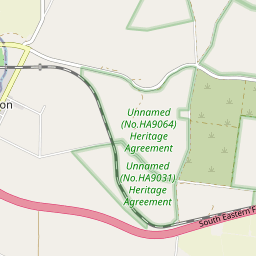 on
Unnamed
(No.HA9064)
Heritage
Agreement
Unnamed
(No.HA9031)
Heritage
Agreement
South Eastern F